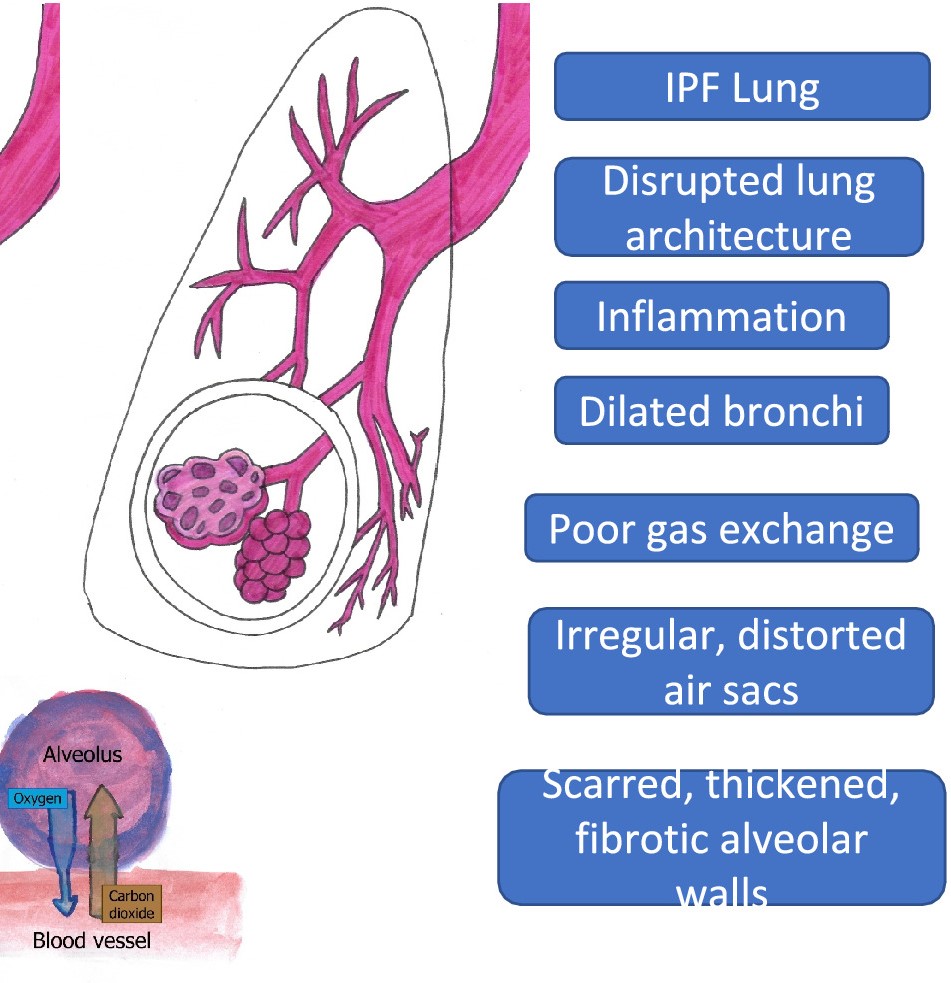 IPF Lung
Disrupted lung
architecture
Inflammation
Dilated bronchi
Poor gas exchange
Irregular, distorted
air sacs
Scarred, thickened,
fibrotic alveolar
walls
Alveolus
Oxygen
Carbon
dioxide
Blood vessel